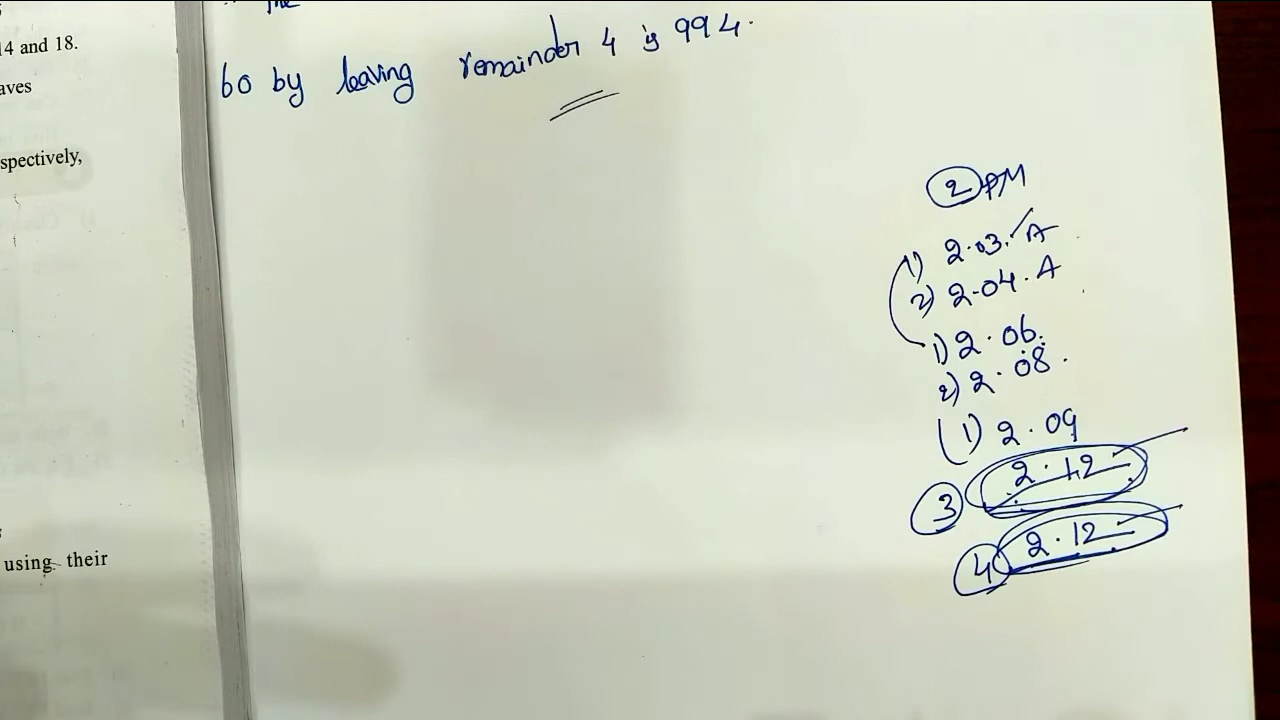 14 and 18.
aves
spectively,
using their
the
60 by leaving remainder 4 is 994.
2 PM
1) 2.03. A
2) 2.04. A
1) 2.06.
2) 2.08.
(1) 2.09
3 2.12
4 2.12